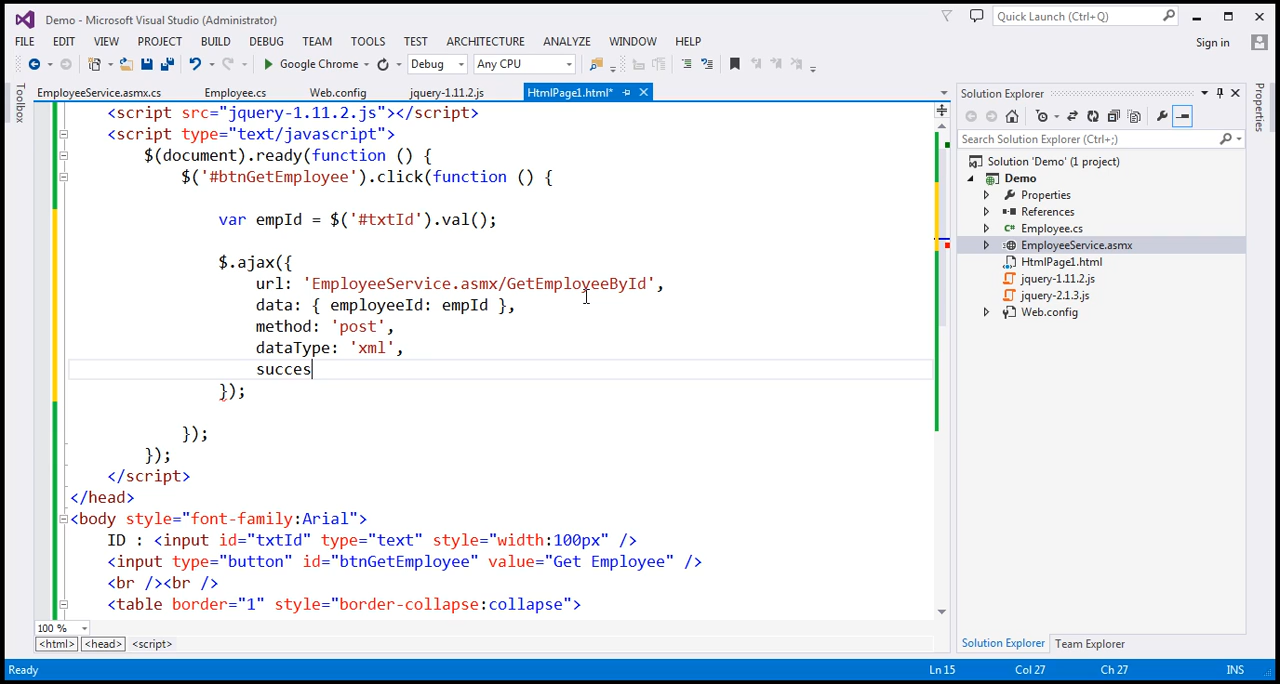 Demo - Microsoft Visual Studio (Administrator)
Quick Launch (Ctrl+Q)
FILE EDIT VIEW PROJECT BUILD DEBUG TEAM TOOLS TEST ARCHITECTURE ANALYZE WINDOW HELP
Sign in
Google Chrome Debug Any CPU
Toolbox
EmployeeService.asmx.cs Employee.cs Web.config jquery-1.11.2.js HtmlPage1.html*
<script src="jquery-1.11.2.js"></script>
<script type="text/javascript">
$(document).ready(function () {
$('#btnGetEmployee').click(function () {
var empId = $('#txtId').val();
$.ajax({
url: 'EmployeeService.asmx/GetEmployeeById',
data: { employeeId: empId },
method: 'post',
dataType: 'xml',
succes
});
});
});
</script>
</head>
<body style="font-family:Arial">
ID : <input id="txtId" type="text" style="width:100px" />
<input type="button" id="btnGetEmployee" value="Get Employee" />
<br /><br />
<table border="1" style="border-collapse:collapse">
100 %
<html> <head> <script>
Solution Explorer
Search Solution Explorer (Ctrl+;)
Solution 'Demo' (1 project)
Demo
Properties
References
Employee.cs
EmployeeService.asmx
HtmlPage1.html
jquery-1.11.2.js
jquery-2.1.3.js
Web.config
Solution Explorer Team Explorer
Properties
Ready Ln 15 Col 27 Ch 27 INS